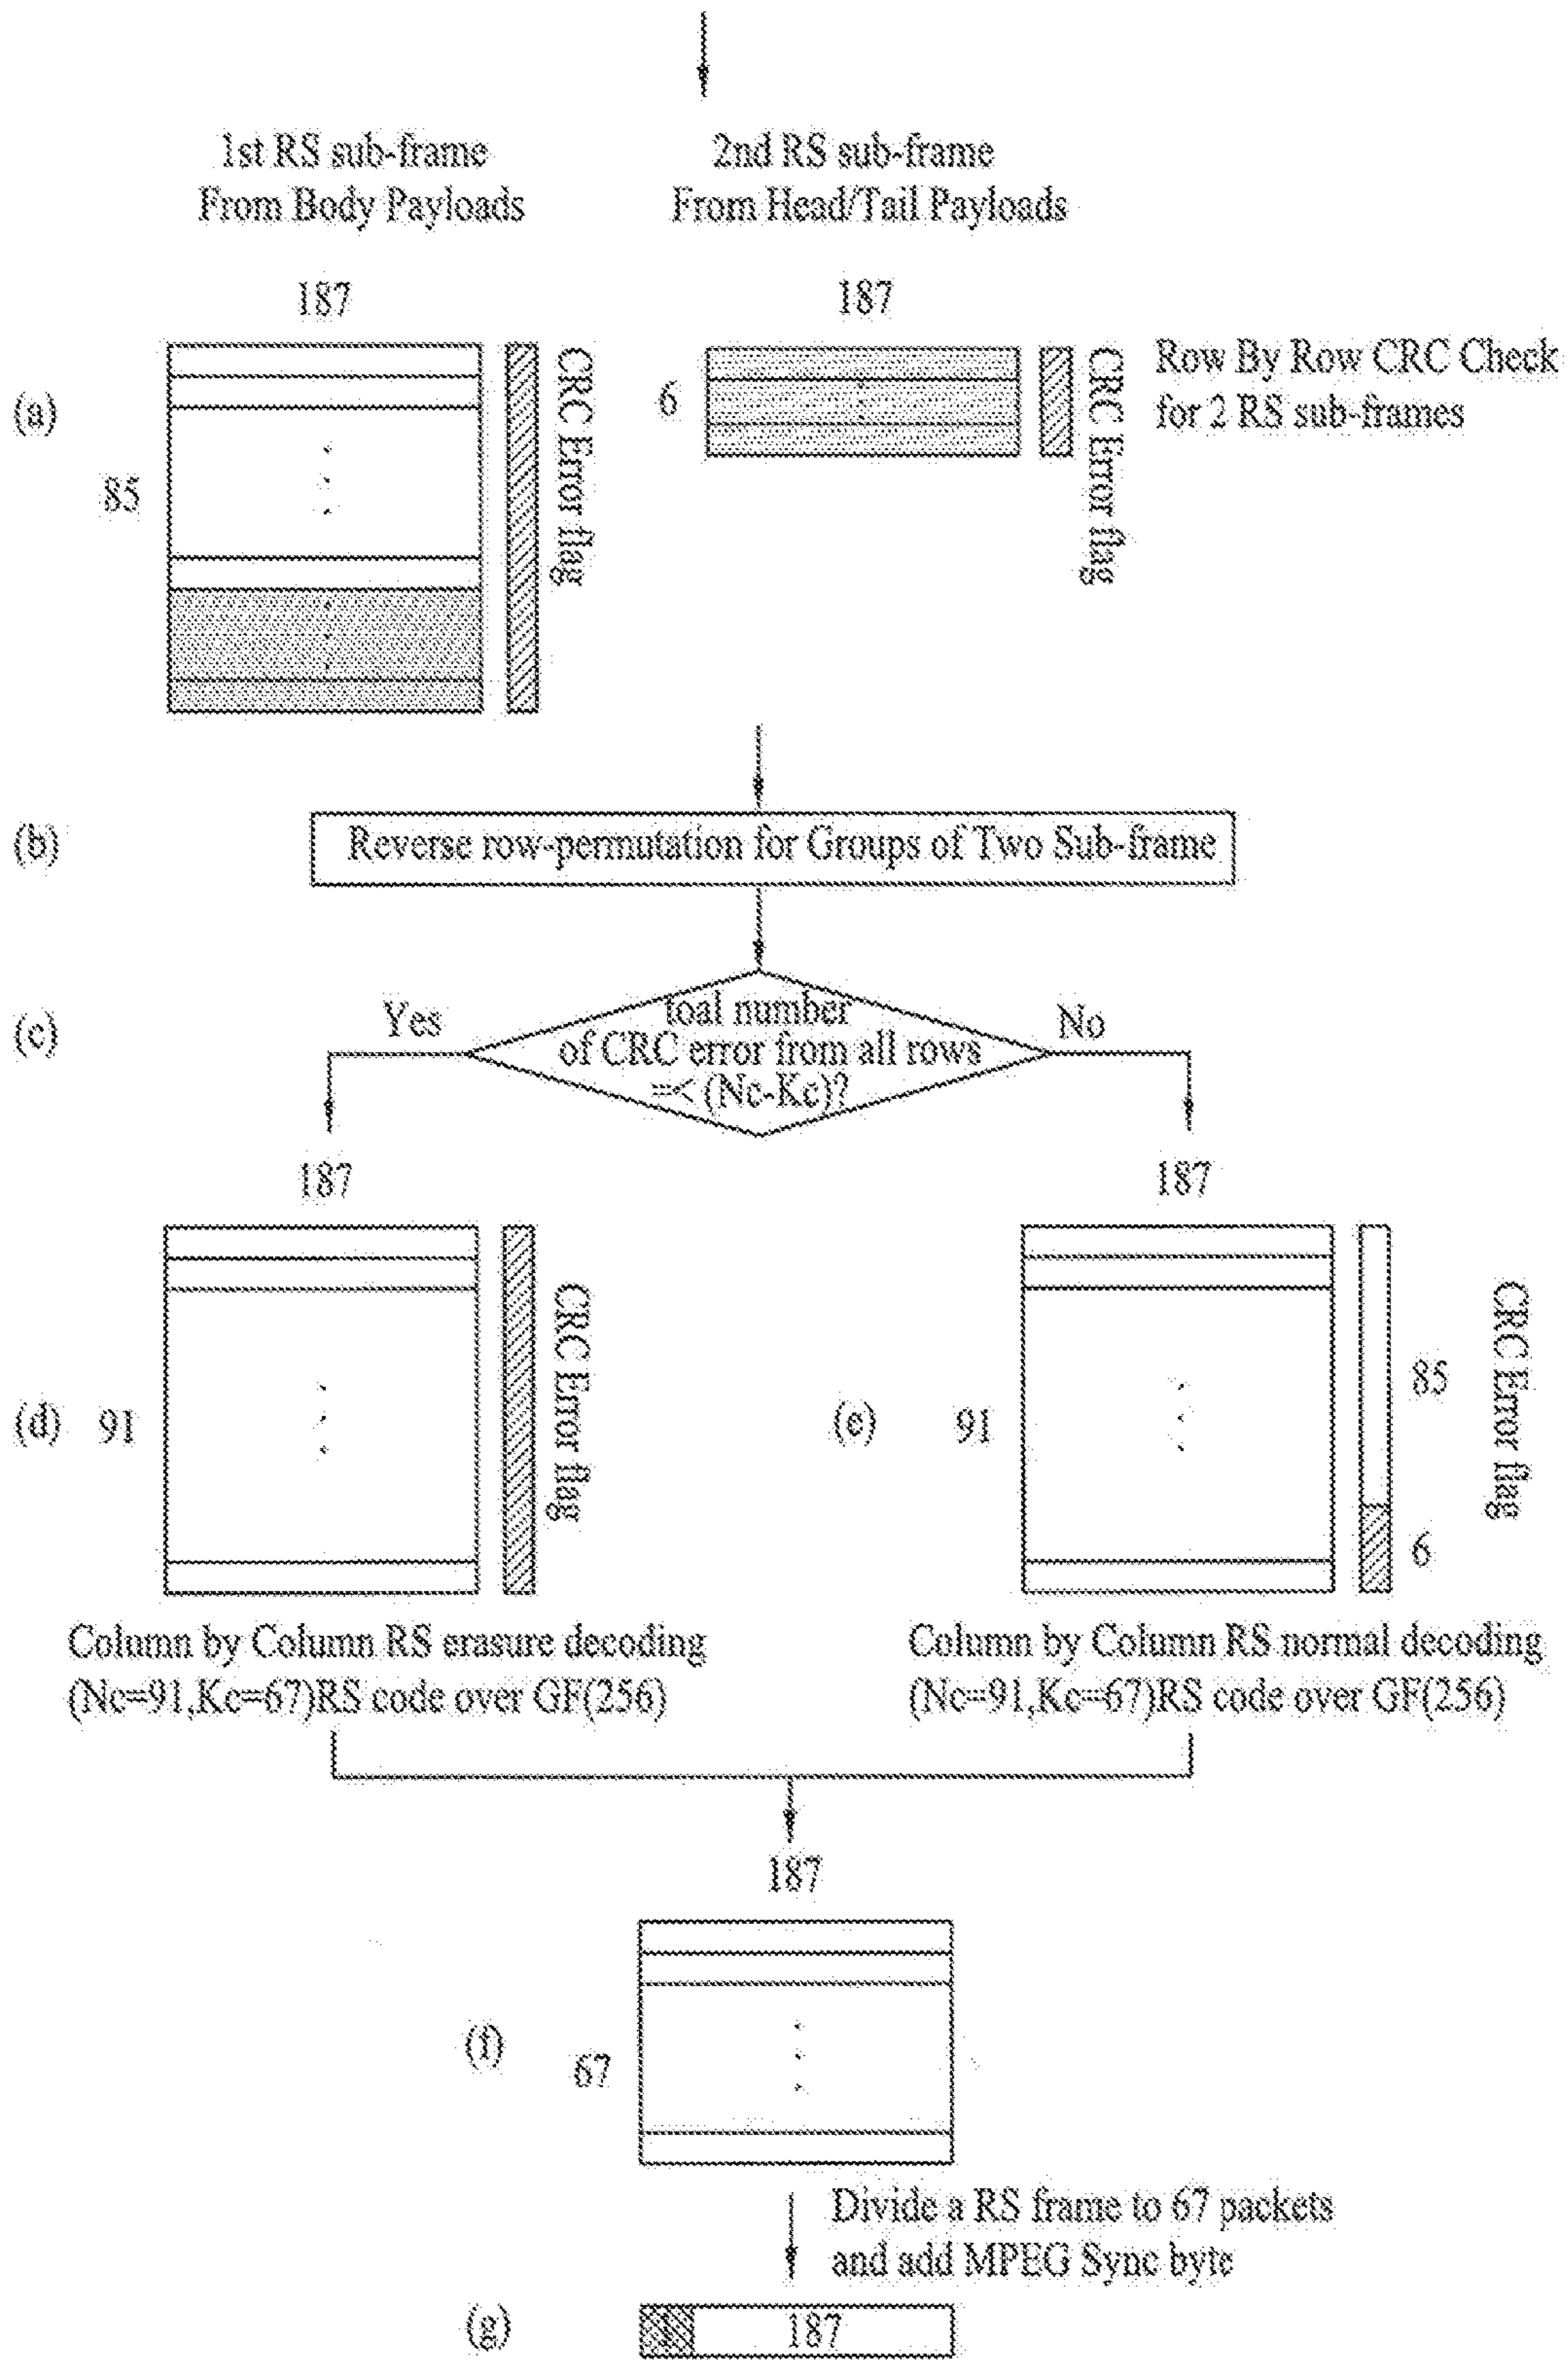 1st RS sub-frame
From Body Payloads
2nd RS sub-frame
From Head/Tail Payloads
187
187
(a)
85
CRC Error flag
6
CRC Error flag
Row By Row CRC Check
for 2 RS sub-frames
(b)
Reverse row-permutation for Groups of Two Sub-frame
(c)
Yes
toal number
of CRC error from all rows
=< (Nc-Kc)?
No
187
187
(d)
91
CRC Error flag
(e)
91
85
6
CRC Error flag
Column by Column RS erasure decoding
(Nc=91,Kc=67)RS code over GF(256)
Column by Column RS normal decoding
(Nc=91,Kc=67)RS code over GF(256)
187
(f)
67
Divide a RS frame to 67 packets
and add MPEG Sync byte
(g)
1
187